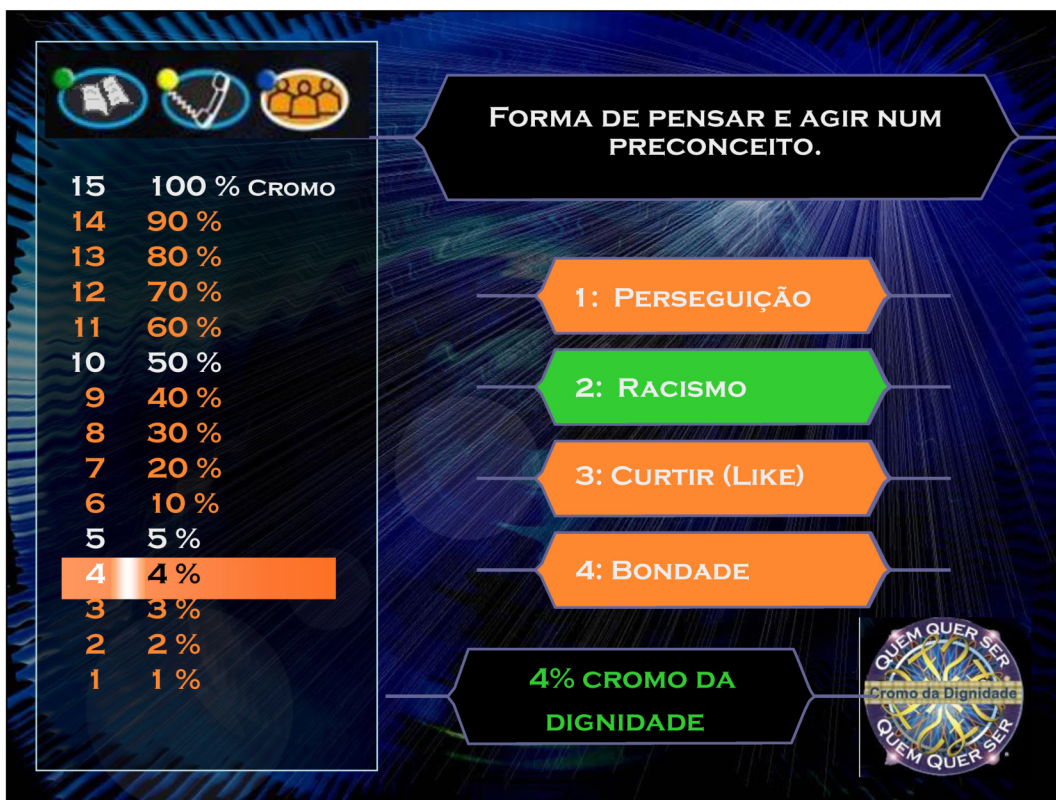 Forma de pensar e agir num
preconceito.
15 100 % Cromo
14 90 %
13 80 %
12 70 %
11 60 %
10 50 %
9 40 %
8 30 %
7 20 %
6 10 %
5 5 %
4 4 %
3 3 %
2 2 %
1 1 %
1: Perseguição
2: Racismo
3: Curtir (Like)
4: Bondade
4% cromo da
dignidade
QUEM QUER SER
Cromo da Dignidade
QUEM QUER SER